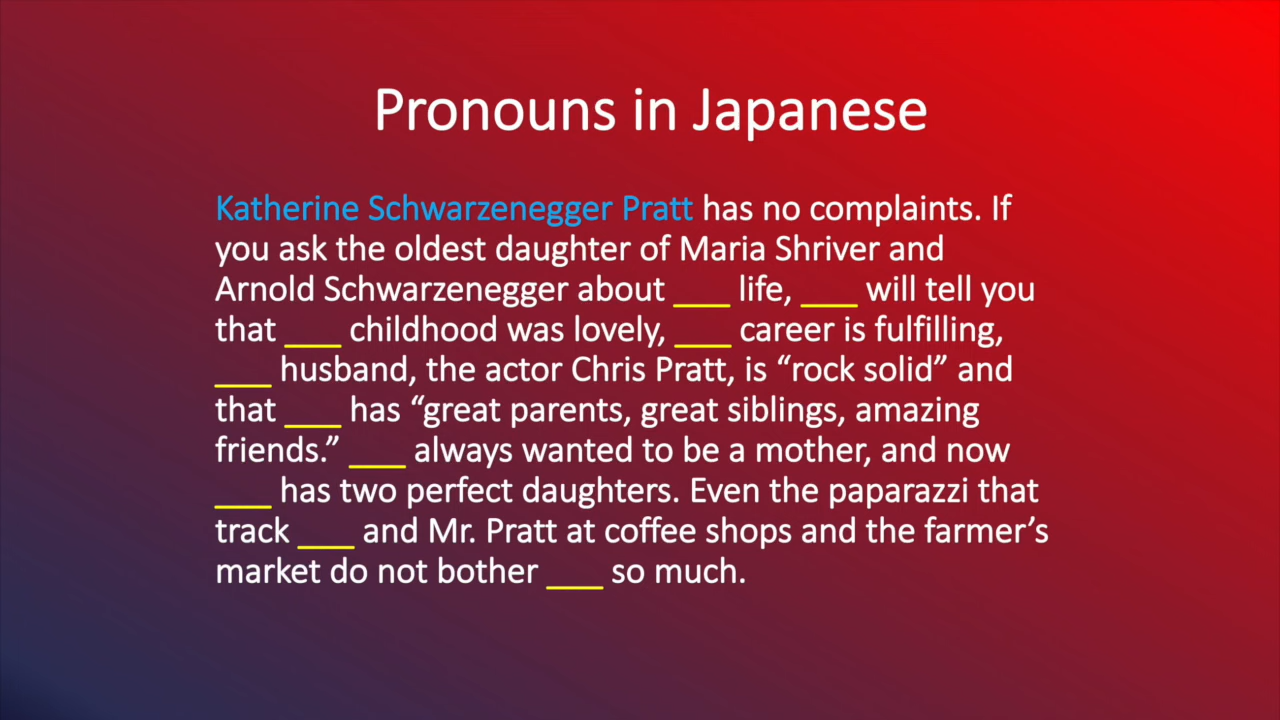 Pronouns in Japanese
Katherine Schwarzenegger Pratt has no complaints. If
you ask the oldest daughter of Maria Shriver and
Arnold Schwarzenegger about ___ life, ___ will tell you
that ___ childhood was lovely, ___ career is fulfilling,
___ husband, the actor Chris Pratt, is “rock solid” and
that ___ has “great parents, great siblings, amazing
friends.” ___ always wanted to be a mother, and now
___ has two perfect daughters. Even the paparazzi that
track ___ and Mr. Pratt at coffee shops and the farmer’s
market do not bother ___ so much.